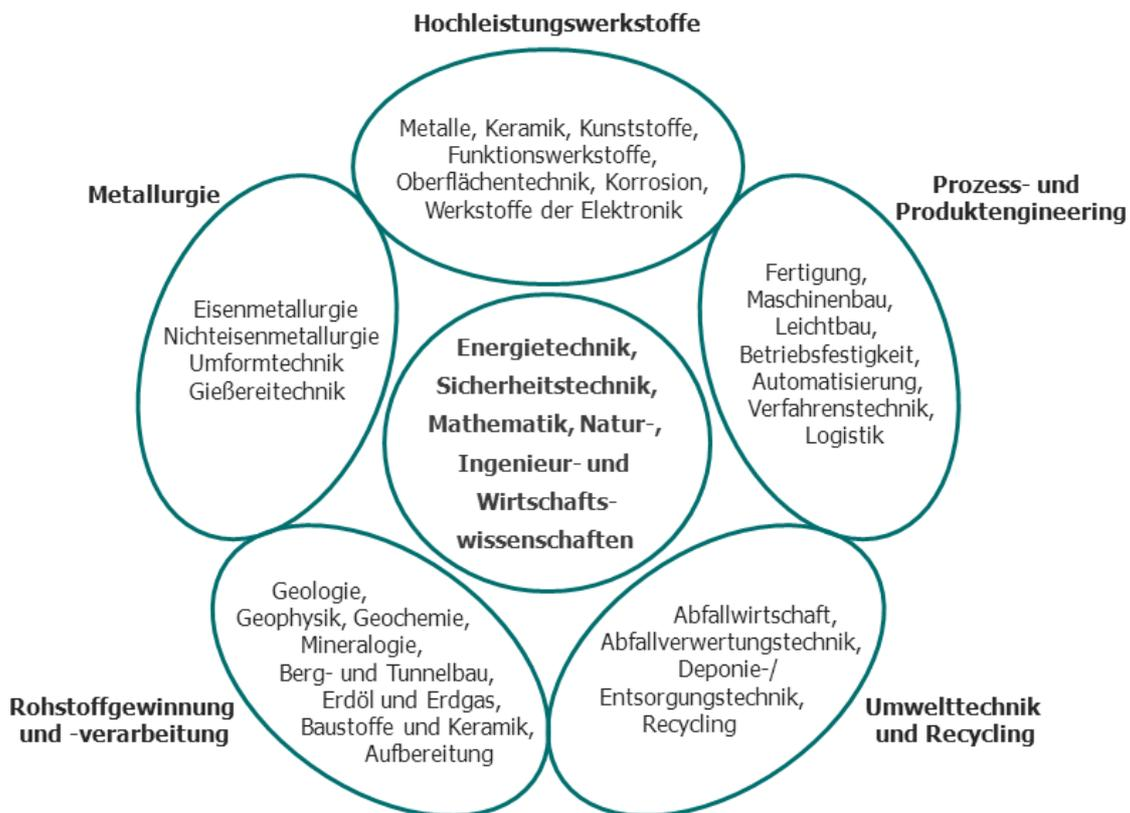 Hochleistungswerkstoffe
Metalle, Keramik, Kunststoffe,
Funktionswerkstoffe,
Oberflächentechnik, Korrosion,
Werkstoffe der Elektronik
Metallurgie
Eisenmetallurgie
Nichteisenmetallurgie
Umformtechnik
Gießereitechnik
Prozess- und
Produktengineering
Fertigung,
Maschinenbau,
Leichtbau,
Betriebsfestigkeit,
Automatisierung,
Verfahrenstechnik,
Logistik
Energietechnik,
Sicherheitstechnik,
Mathematik, Natur-,
Ingenieur- und
Wirtschafts-
wissenschaften
Rohstoffgewinnung
und -verarbeitung
Geologie,
Geophysik, Geochemie,
Mineralogie,
Berg- und Tunnelbau,
Erdöl und Erdgas,
Baustoffe und Keramik,
Aufbereitung
Abfallwirtschaft,
Abfallverwertungstechnik,
Deponie-/
Entsorgungstechnik,
Recycling
Umwelttechnik
und Recycling